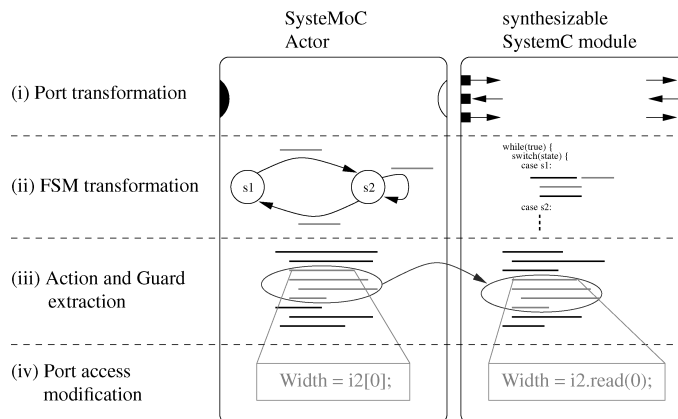 SysteMoC
Actor
synthesizable
SystemC module
(i) Port transformation
(ii) FSM transformation
s1
s2
while(true) {
switch(state) {
case s1:
case s2:
(iii) Action and Guard
extraction
(iv) Port access
modification
Width = i2[0];
Width = i2.read(0);